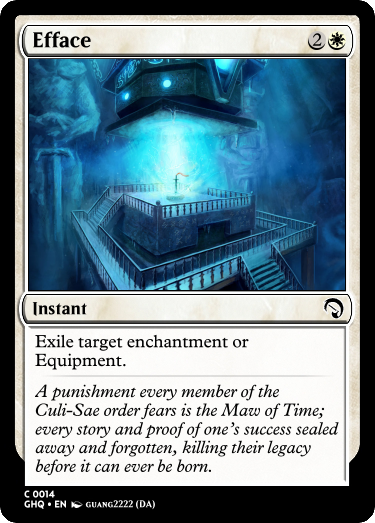 Efface 2
Instant
Exile target enchantment or
Equipment.
A punishment every member of the
Culi-Sae order fears is the Maw of Time;
every story and proof of one's success sealed
away and forgotten, killing their legacy
before it can ever be born.
C 0014
GHQ • EN GUANG2222 (DA)